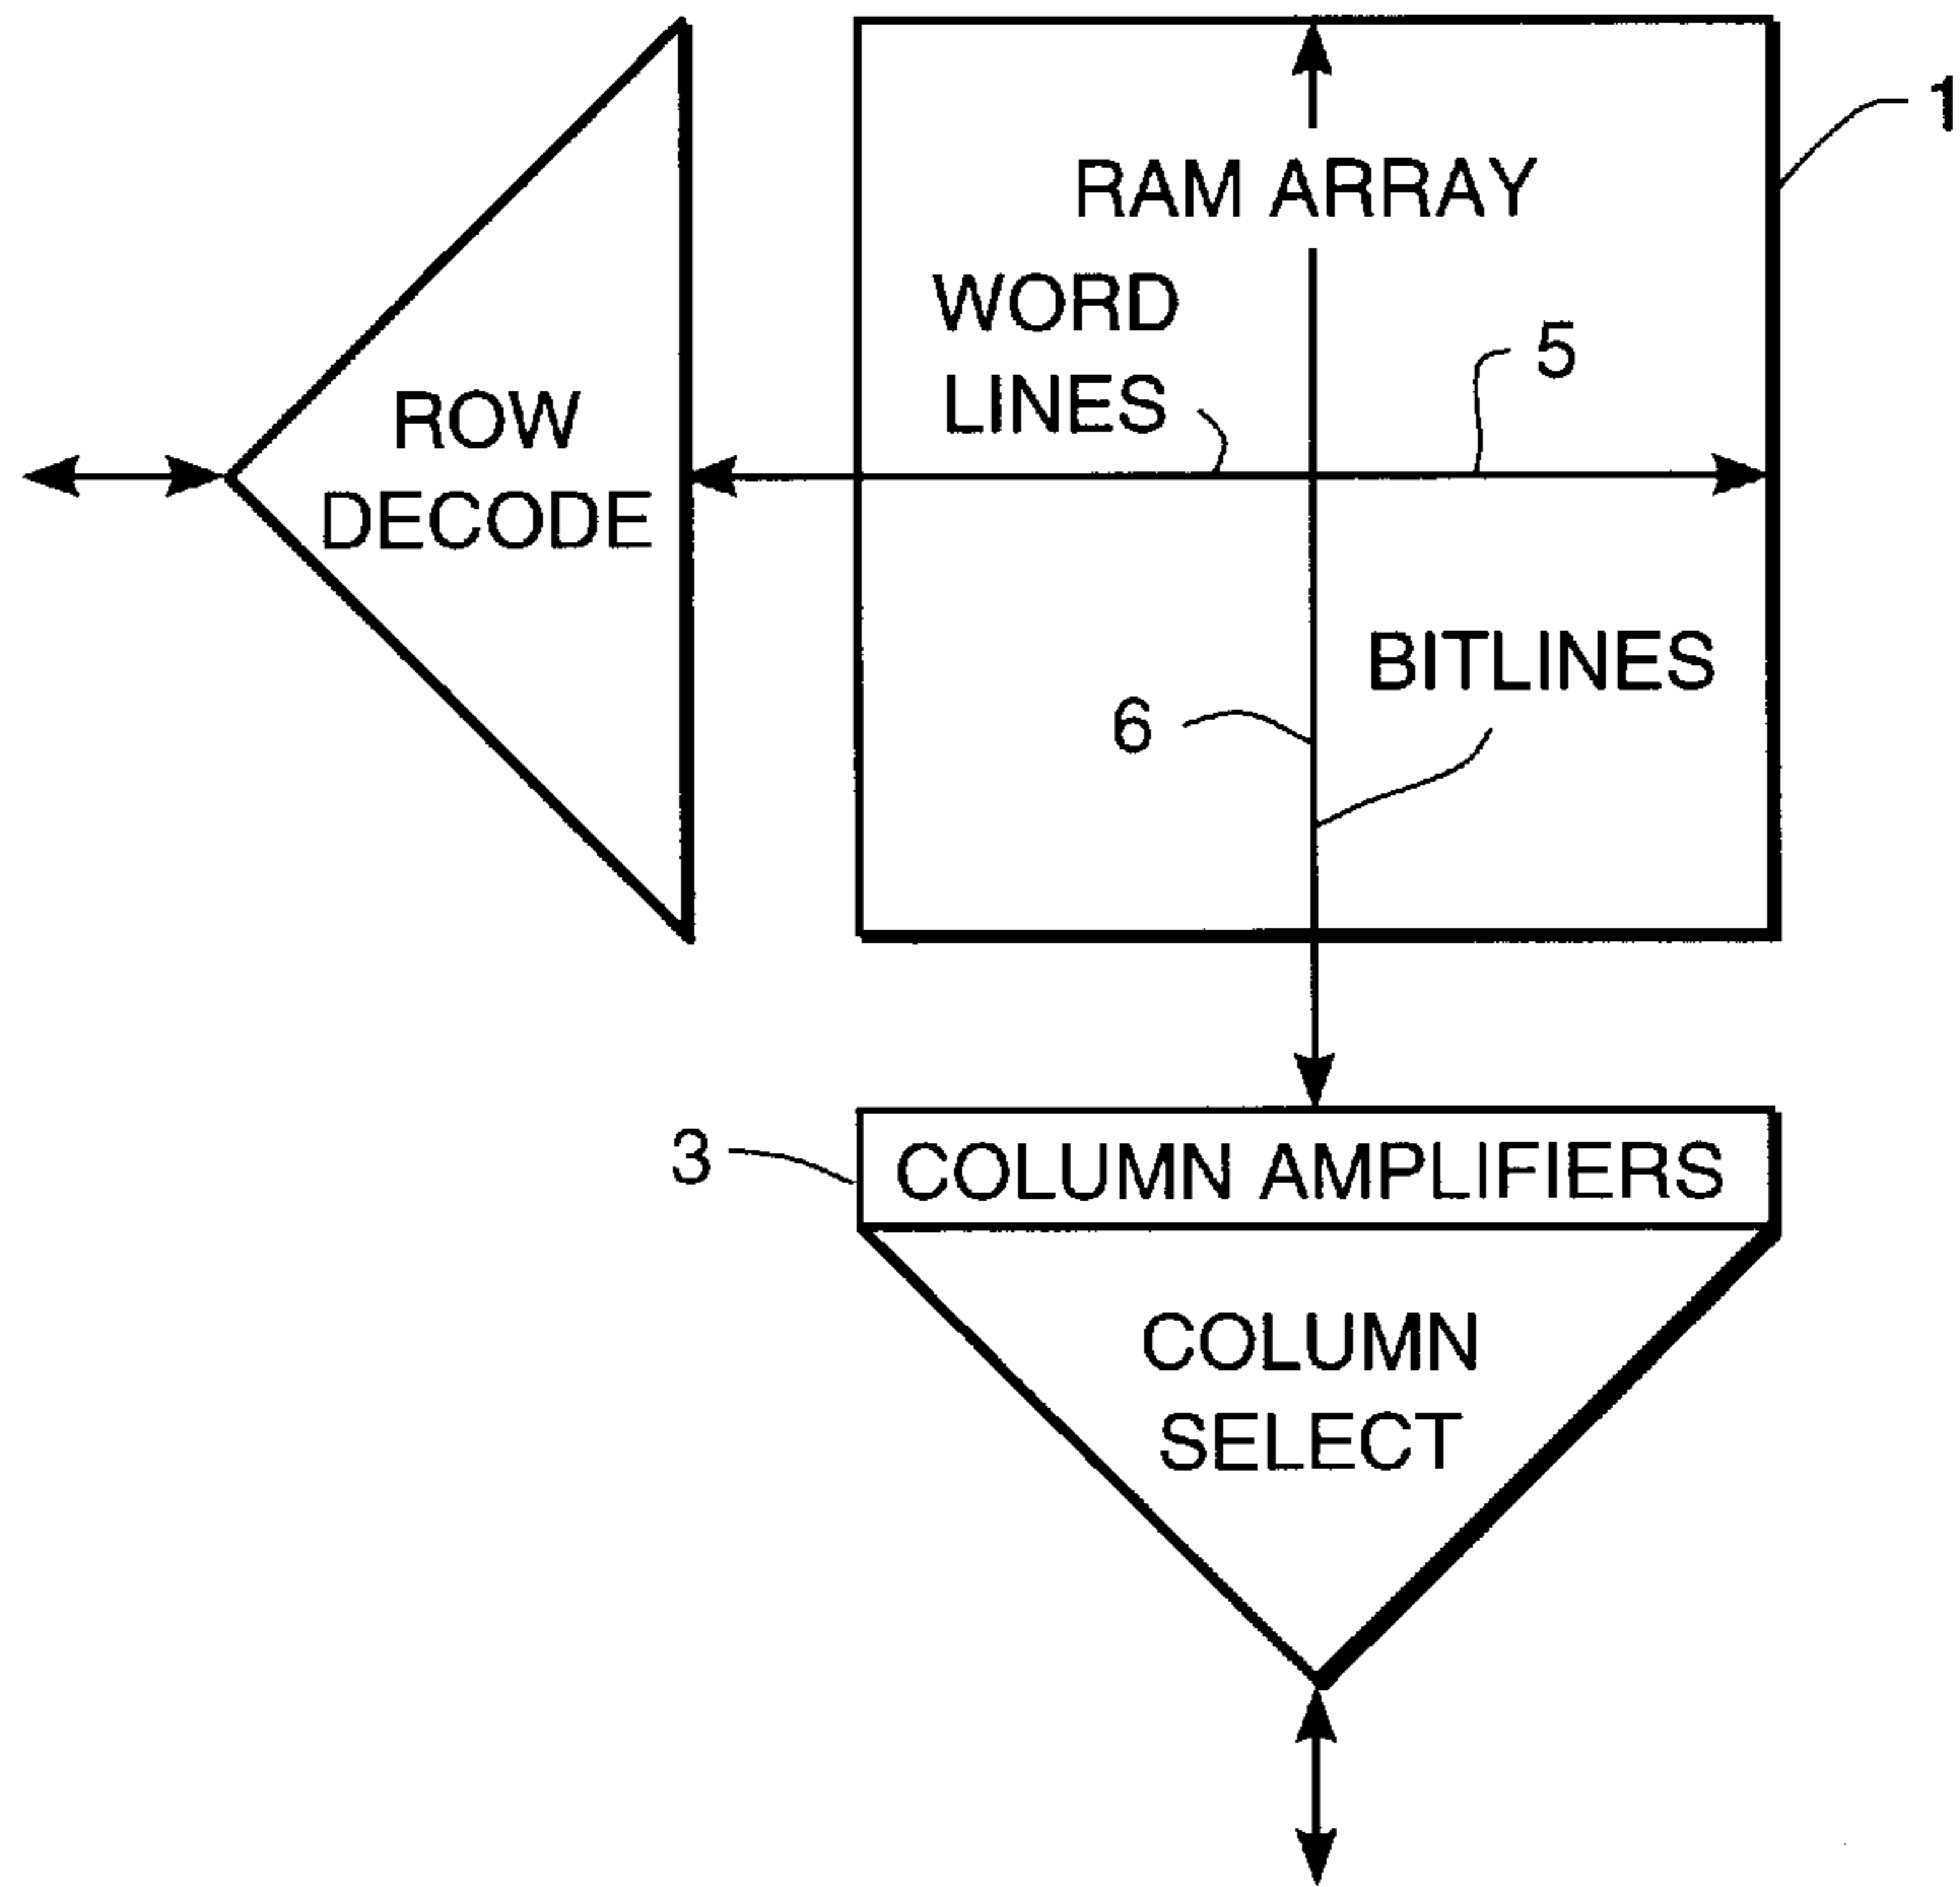 1
RAM ARRAY
WORD
LINES
5
ROW
DECODE
BITLINES
6
3
COLUMN AMPLIFIERS
COLUMN
SELECT